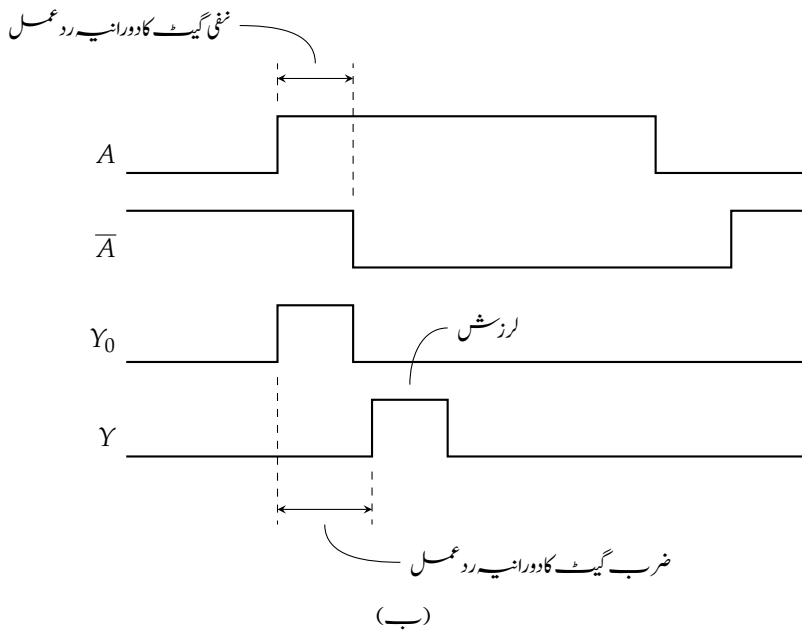 نفی گیٹ کا دورانیہ رد عمل
A
A̅
Y₀
لرزش
Y
ضرب گیٹ کا دورانیہ رد عمل
(ب)